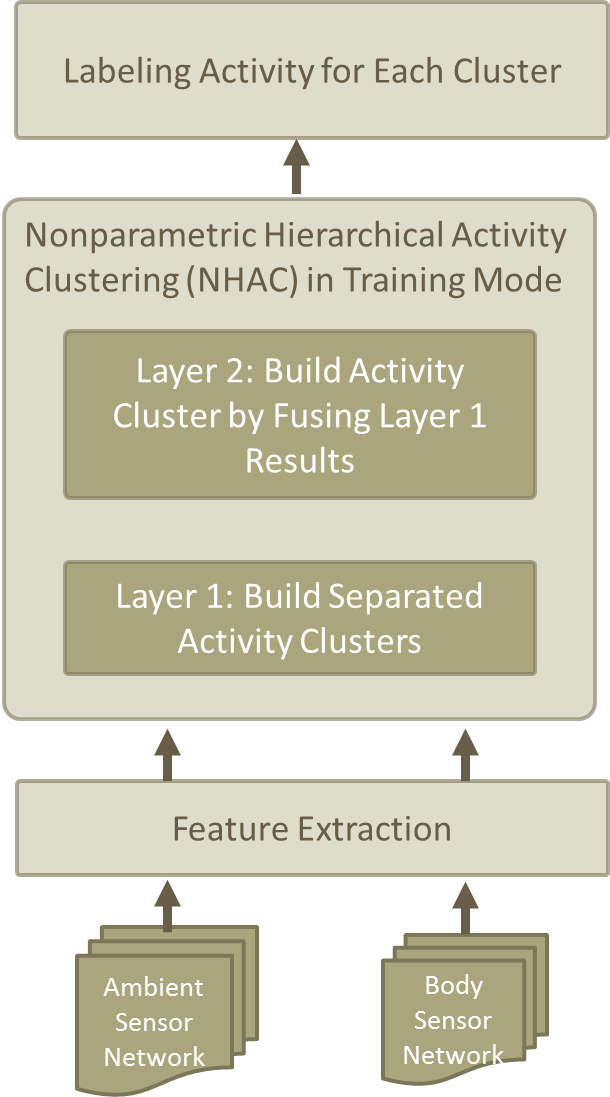 Labeling Activity for Each Cluster
Nonparametric Hierarchical Activity
Clustering (NHAC) in Training Mode
Layer 2: Build Activity
Cluster by Fusing Layer 1
Results
Layer 1: Build Separated
Activity Clusters
Feature Extraction
Ambient
Sensor
Network
Body
Sensor
Network